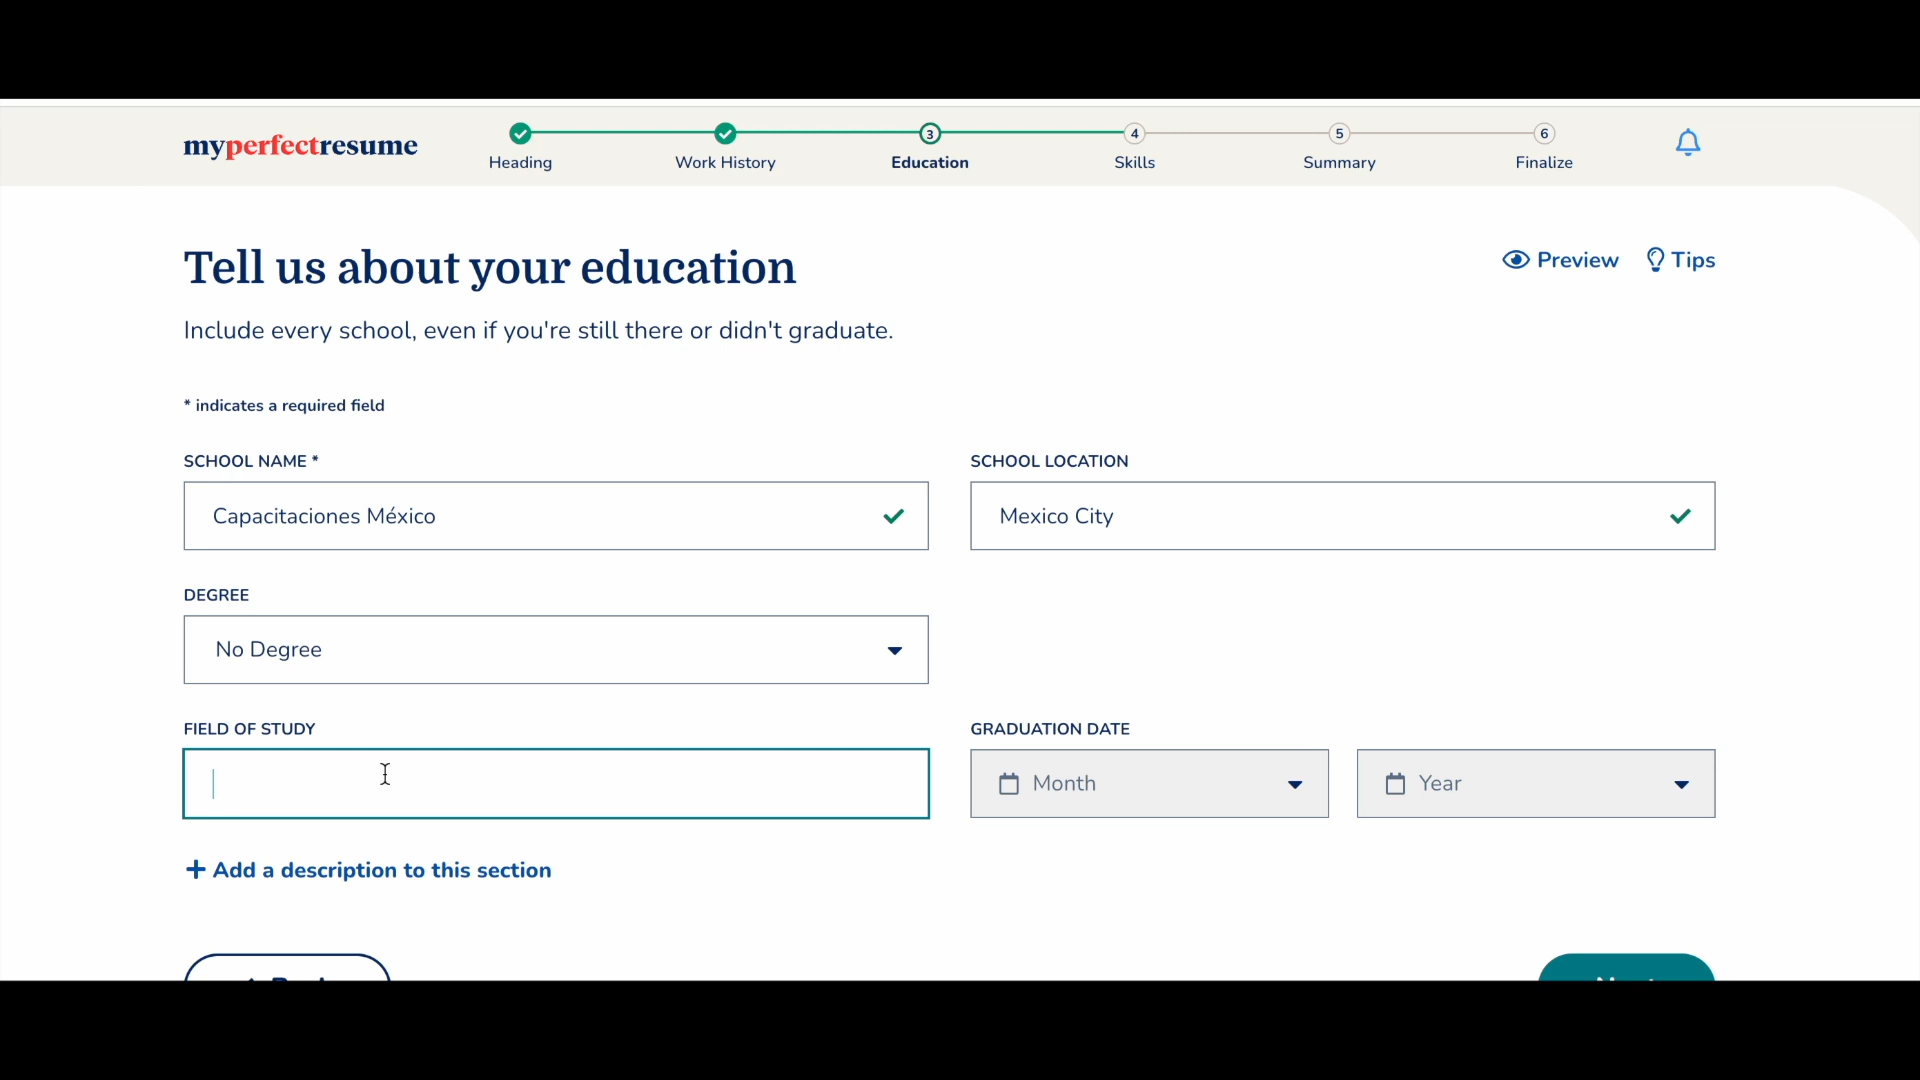 myperfectresume
3
4
5
6
Heading
Work History
Education
Skills
Summary
Finalize
Tell us about your education
Preview
Tips
Include every school, even if you're still there or didn't graduate.
* indicates a required field
SCHOOL NAME *
SCHOOL LOCATION
Capacitaciones México
Mexico City
DEGREE
No Degree
FIELD OF STUDY
GRADUATION DATE
Month
Year
+ Add a description to this section